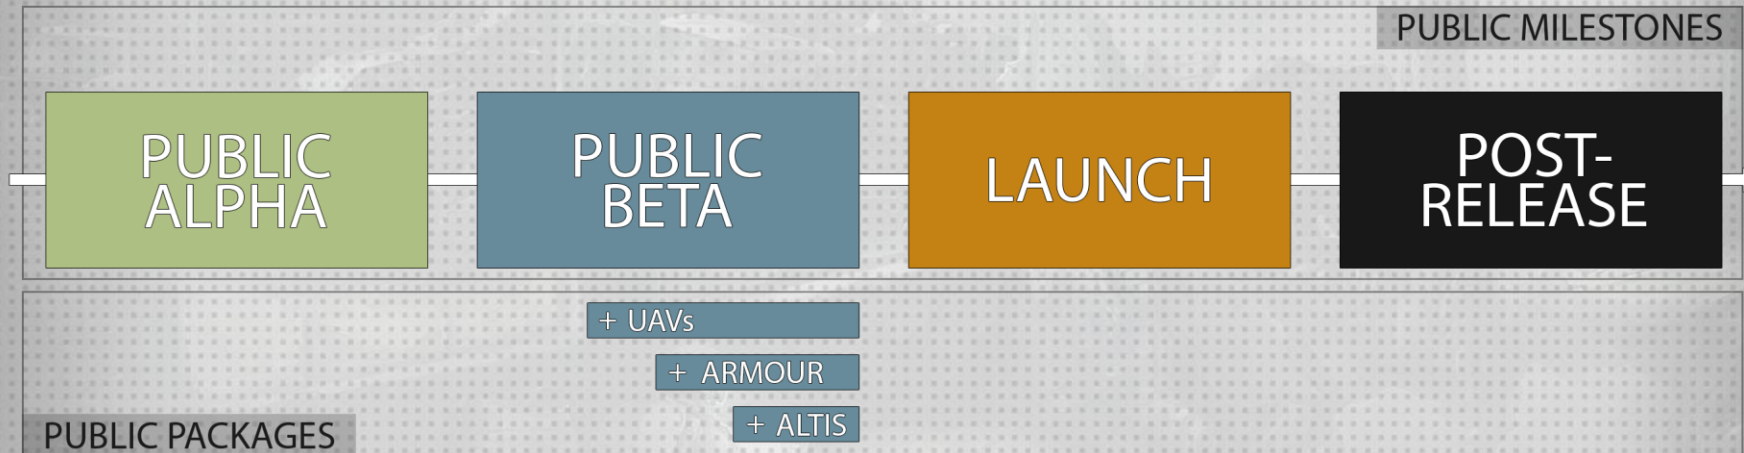 PUBLIC MILESTONES
PUBLIC
ALPHA
PUBLIC
BETA
LAUNCH
POST-
RELEASE
+ UAVs
+ ARMOUR
+ ALTIS
PUBLIC PACKAGES